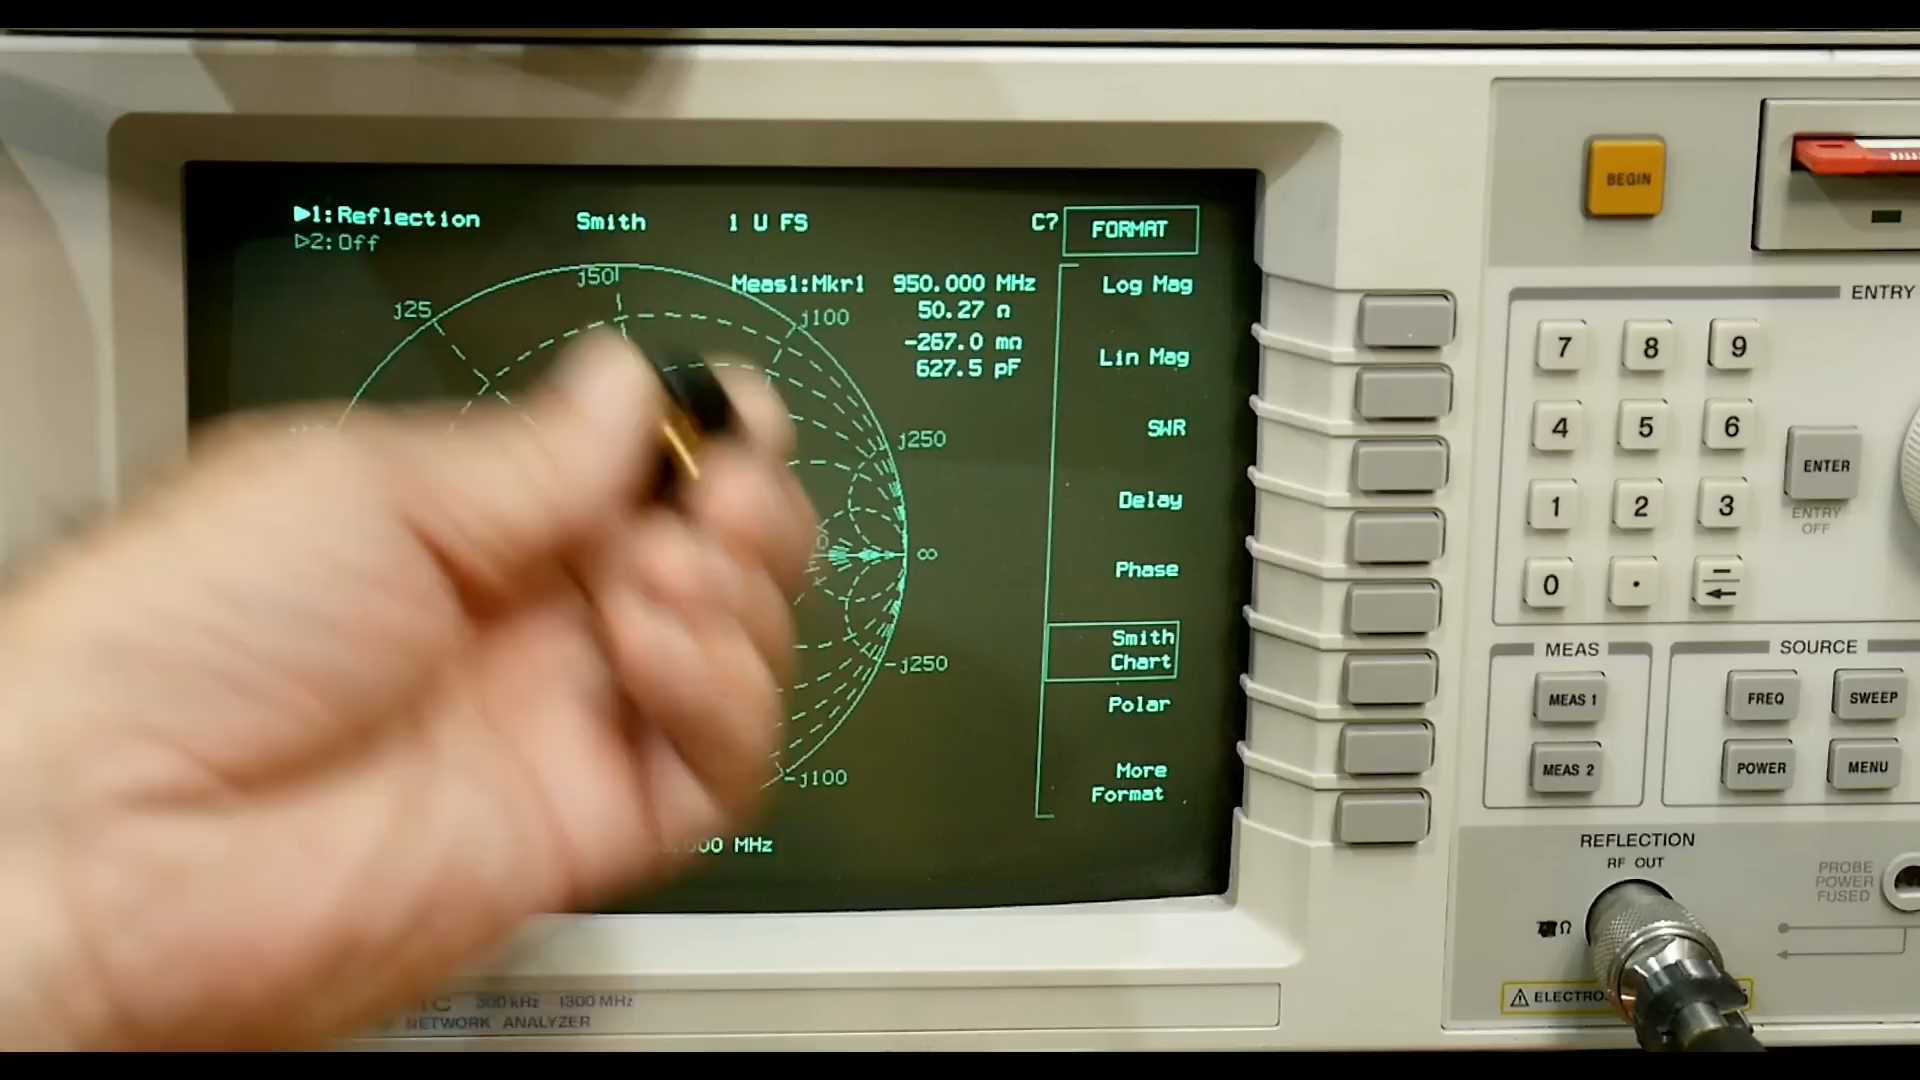 1:Reflection Smith 1 U FS C?
2:Off
FORMAT
Meas1:Mkr1 950.000 MHz
50.27 Ω
-267.0 mΩ
627.5 pF
j25
j50
j100
j250
∞
-j250
-j100
MHz
Log Mag
Lin Mag
SWR
Delay
Phase
Smith
Chart
Polar
More
Format
BEGIN
ENTRY
7 8 9
4 5 6
1 2 3
0 . –
ENTER
ENTRY
OFF
MEAS
MEAS 1
MEAS 2
SOURCE
FREQ SWEEP
POWER MENU
REFLECTION
RF OUT
Ω
PROBE
POWER
FUSED
300 kHz 1300 MHz
NETWORK ANALYZER